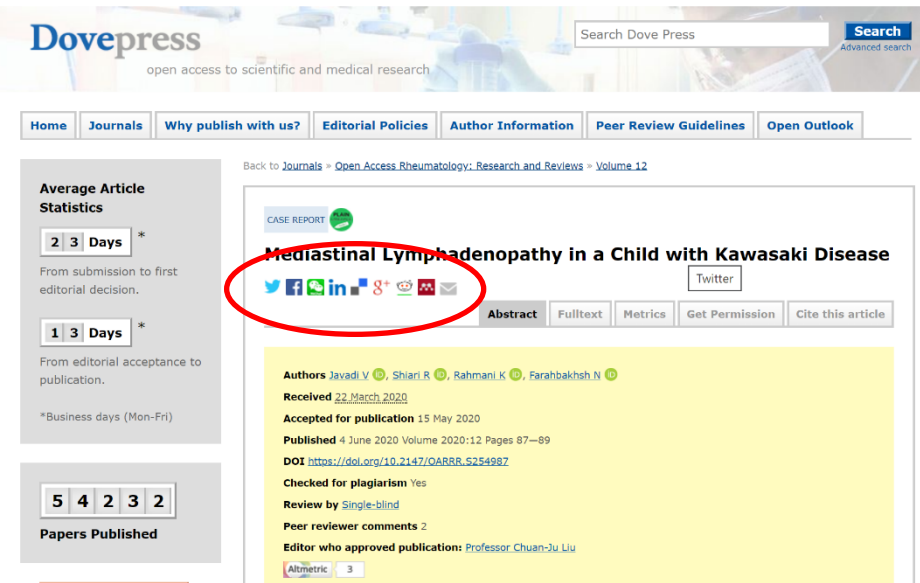 Dovepress
open access to scientific and medical research
Search Dove Press
Search
Advanced search
Home
Journals
Why publish with us?
Editorial Policies
Author Information
Peer Review Guidelines
Open Outlook
Back to Journals » Open Access Rheumatology: Research and Reviews » Volume 12
Average Article
Statistics
2 3 Days *
From submission to first
editorial decision.
1 3 Days *
From editorial acceptance to
publication.
*Business days (Mon-Fri)
5 4 2 3 2
Papers Published
CASE REPORT
PLAIN
Mediastinal Lymphadenopathy in a Child with Kawasaki Disease
Twitter
Abstract
Fulltext
Metrics
Get Permission
Cite this article
Authors Javadi V iD, Shiari R iD, Rahmani K iD, Farahbakhsh N iD
Received 22 March 2020
Accepted for publication 15 May 2020
Published 4 June 2020 Volume 2020:12 Pages 87—89
DOI https://doi.org/10.2147/OARRR.S254987
Checked for plagiarism Yes
Review by Single-blind
Peer reviewer comments 2
Editor who approved publication: Professor Chuan-Ju Liu
Altmetric 3